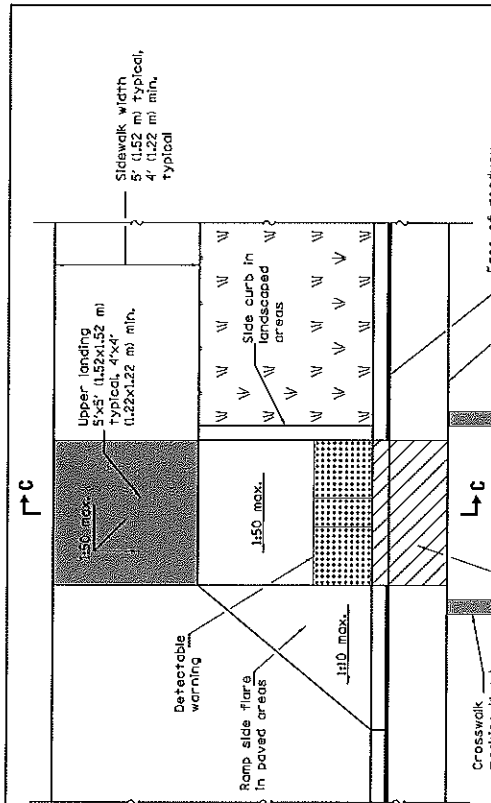 Sidewalk width
5' (1.52 m) typical,
4' (1.22 m) min.
typical
Upper landing
5'x5' (1.52x1.52 m)
typical, 4'x4'
(1.22x1.22 m) min.
C
1:50 max.
Side curb in
landscaped
areas
1:50 max.
C
Detectable
warning
1:10 max.
Ramp side flare
in paved areas
Crosswalk